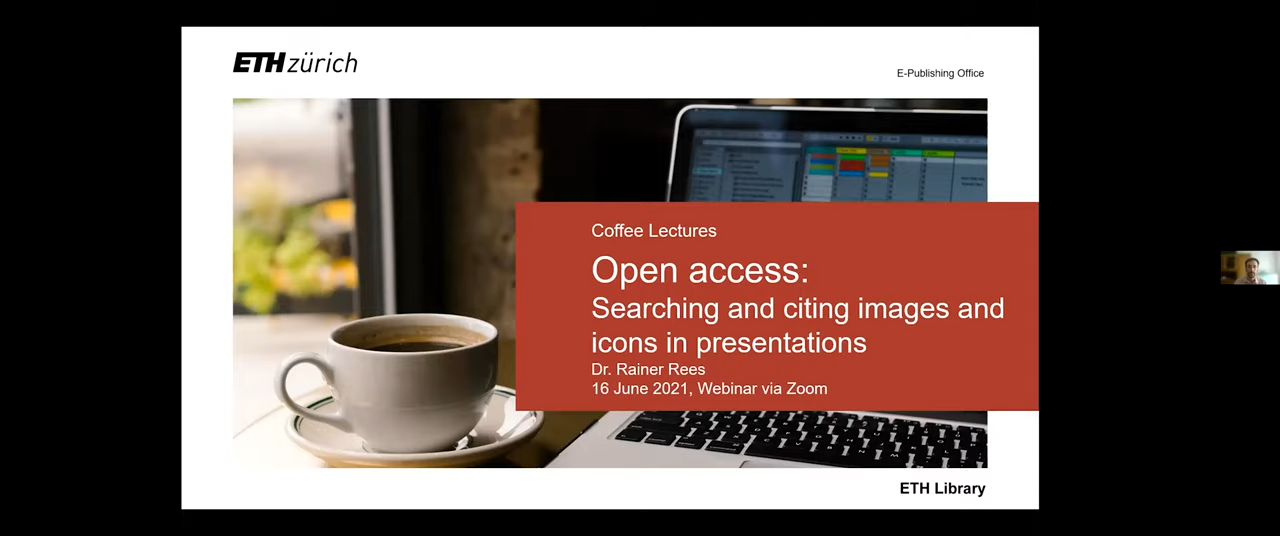 ETH zürich
E-Publishing Office
Coffee Lectures
Open access:
Searching and citing images and
icons in presentations
Dr. Rainer Rees
16 June 2021, Webinar via Zoom
ETH Library